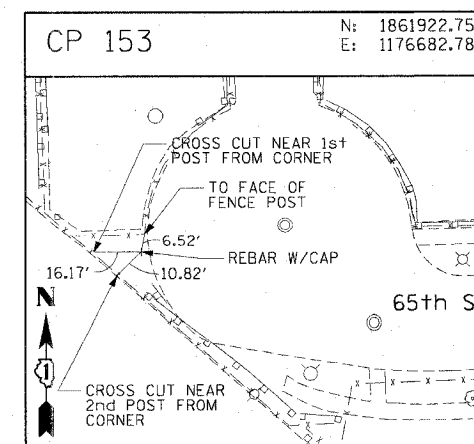 CP 153
N: 1861922.75
E: 1176682.78
CROSS CUT NEAR 1st
POST FROM CORNER
TO FACE OF
FENCE POST
6.52'
REBAR W/CAP
16.17'
10.82'
N
65th S
1
CROSS CUT NEAR
2nd POST FROM
CORNER